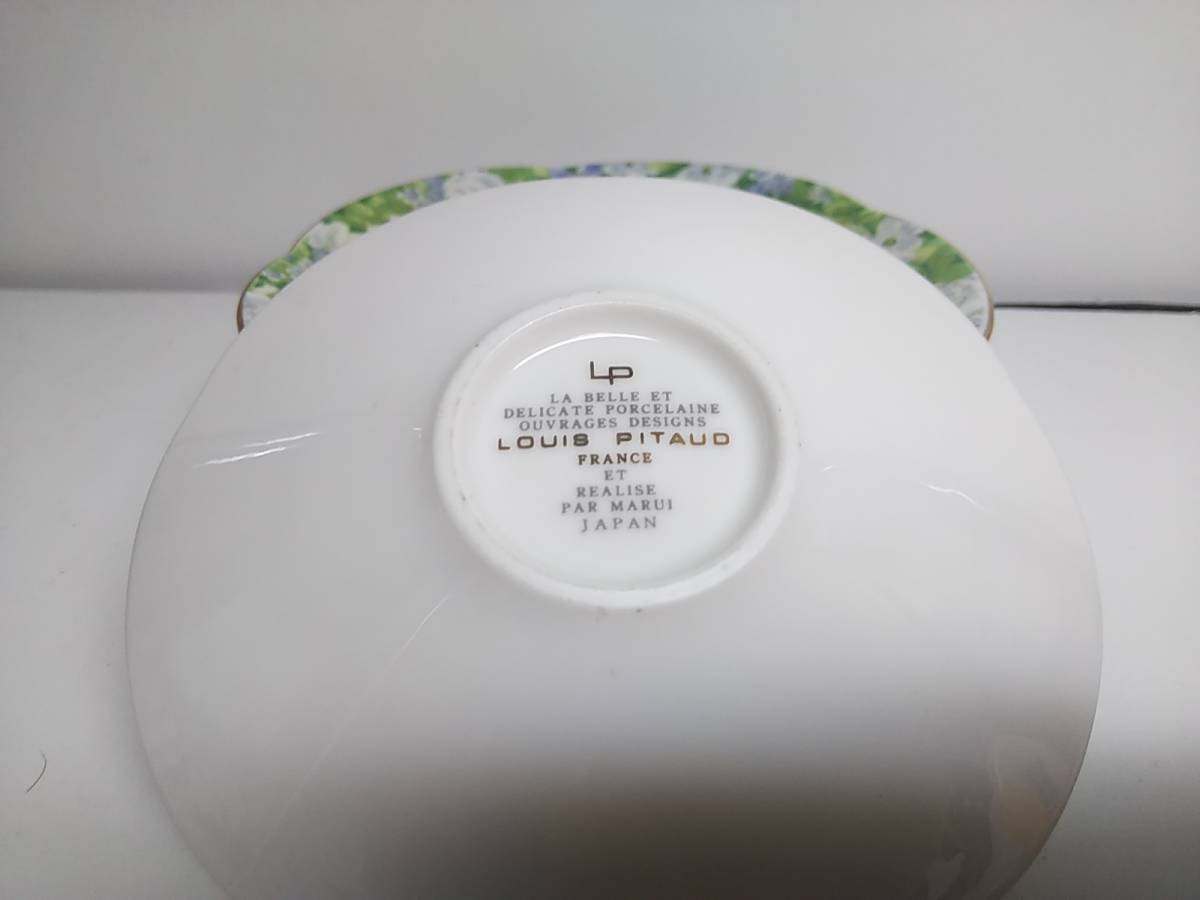 LP
LA BELLE ET
DELICATE PORCELAINE
OUVRAGES DESIGNS
LOUIS PITAUD
FRANCE
ET
REALISE
PAR MARUI
JAPAN